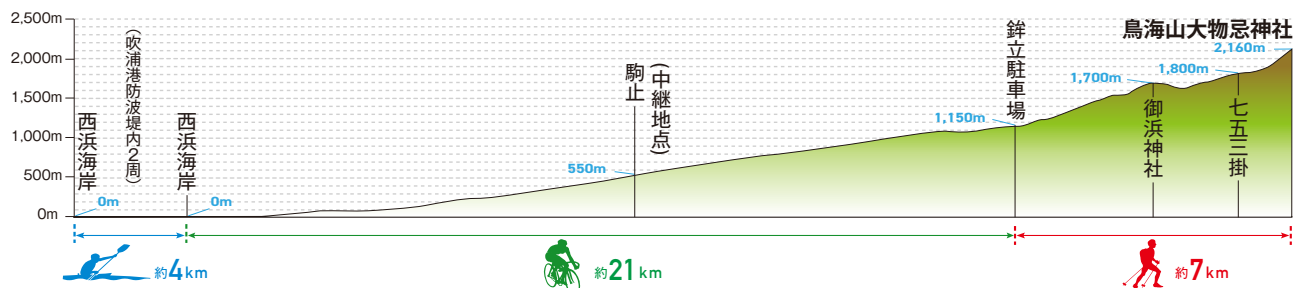 2,500m
2,000m
1,500m
1,000m
500m
0m
西浜海岸
0m
(吹浦港防波堤内2周)
西浜海岸
0m
駒止
(中継地点)
550m
鉾立駐車場
1,150m
御浜神社
1,700m
七五三掛
1,800m
鳥海山大物忌神社
2,160m
約4km
約21km
約7km